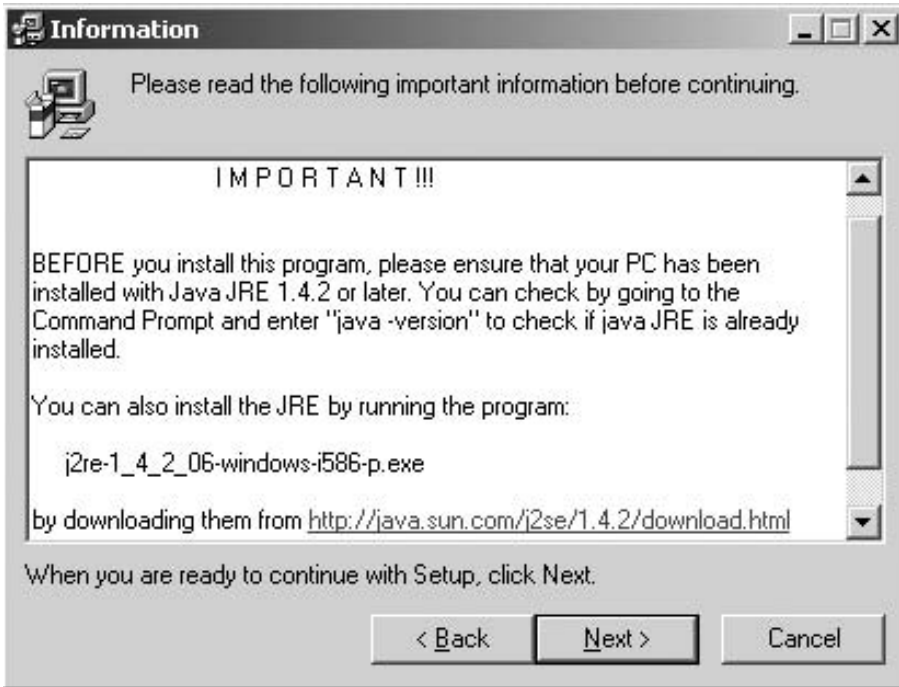 Information
Please read the following important information before continuing.
I M P O R T A N T !!!
BEFORE you install this program, please ensure that your PC has been
installed with Java JRE 1.4.2 or later. You can check by going to the
Command Prompt and enter "java -version" to check if java JRE is already
installed.
You can also install the JRE by running the program:
j2re-1_4_2_06-windows-i586-p.exe
by downloading them from http://java.sun.com/j2se/1.4.2/download.html
When you are ready to continue with Setup, click Next.
< Back Next > Cancel